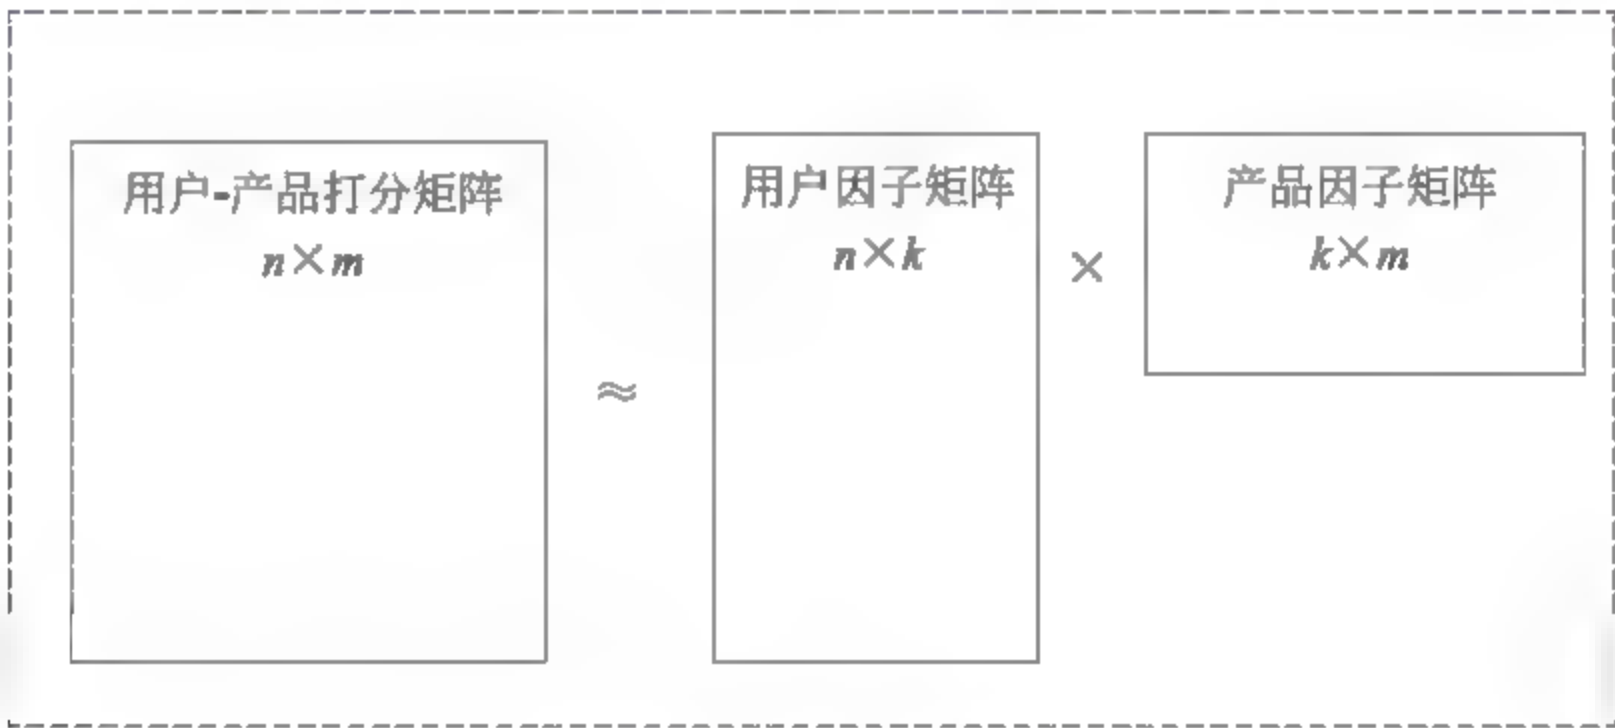 用户-产品打分矩阵
n×m
≈
用户因子矩阵
n×k
×
产品因子矩阵
k×m